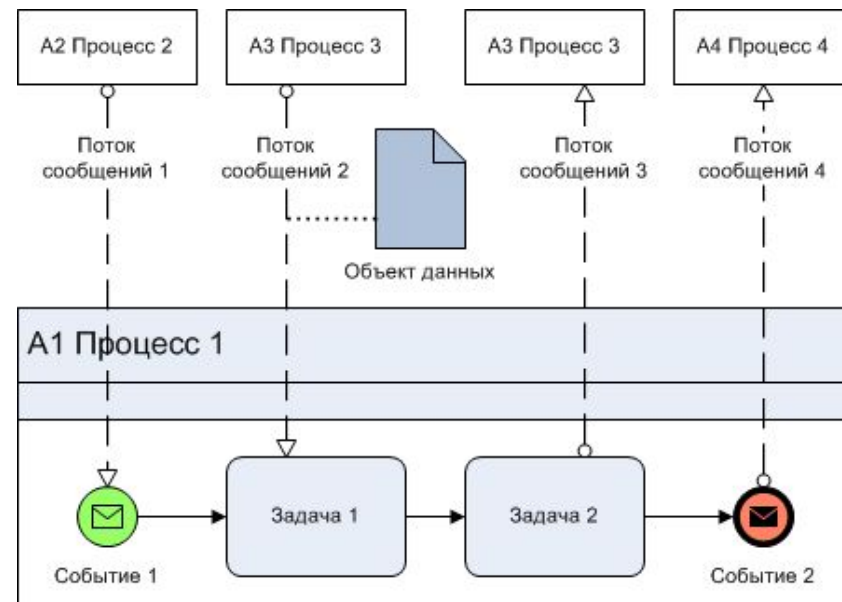 А2 Процесс 2
А3 Процесс 3
А3 Процесс 3
А4 Процесс 4
Поток
сообщений 1
Поток
сообщений 2
Поток
сообщений 3
Поток
сообщений 4
Объект данных
А1 Процесс 1
Задача 1
Задача 2
Событие 1
Событие 2